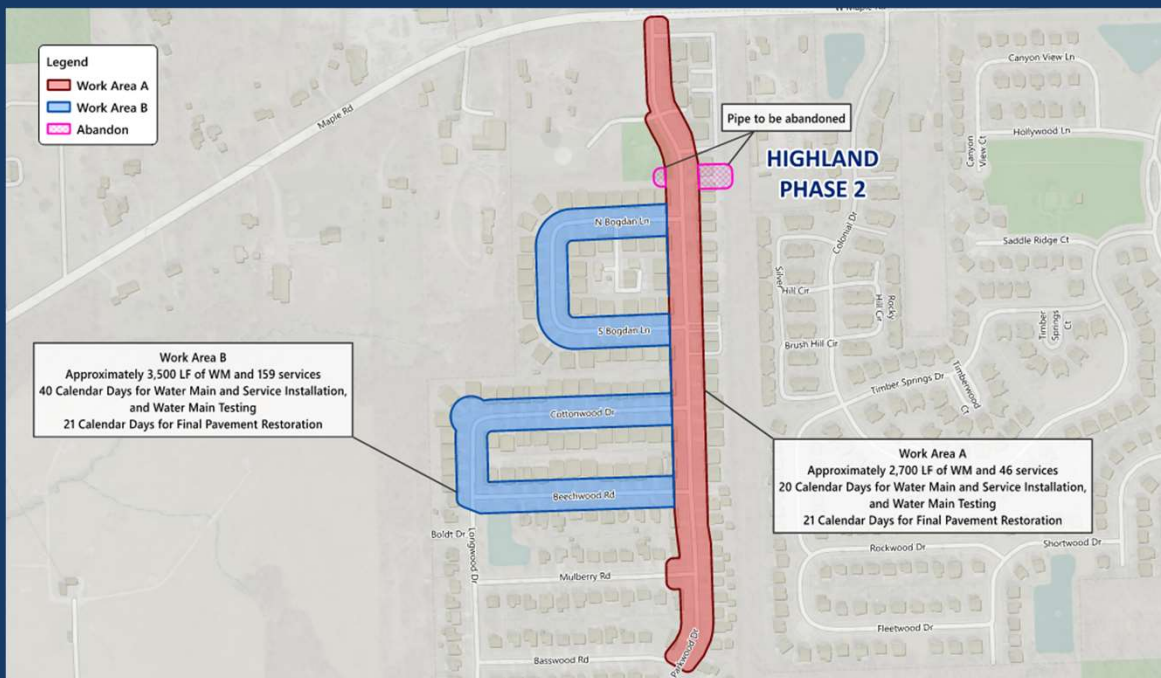 W Maple Rd
Legend
Work Area A
Work Area B
Abandon
Maple Rd
Pipe to be abandoned
HIGHLAND
PHASE 2
Canyon View Ln
Hollywood Ln
Canyon
View Ct
Colonial Dr
Saddle Ridge Ct
N Bogdan Ln
Silver
Hill Cir
Rocky
Hill Cir
S Bogdan Ln
Brush Hill Cir
Timber
Springs
Ct
Timber Springs Dr
Timberwood
Ct
Work Area B
Approximately 3,500 LF of WM and 159 services
40 Calendar Days for Water Main and Service Installation,
and Water Main Testing
21 Calendar Days for Final Pavement Restoration
Cottonwood Dr
Beechwood Rd
Work Area A
Approximately 2,700 LF of WM and 46 services
20 Calendar Days for Water Main and Service Installation,
and Water Main Testing
21 Calendar Days for Final Pavement Restoration
Boldt Dr
Longwood Dr
Rockwood Dr
Shortwood Dr
Mulberry Rd
Fleetwood Dr
Basswood Rd
Parkwood Dr